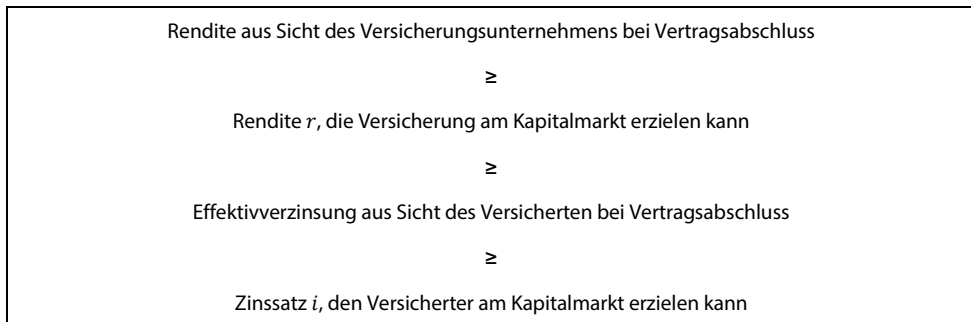 Rendite aus Sicht des Versicherungsunternehmens bei Vertragsabschluss
≥
Rendite r, die Versicherung am Kapitalmarkt erzielen kann
≥
Effektivverzinsung aus Sicht des Versicherten bei Vertragsabschluss
≥
Zinssatz i, den Versicherter am Kapitalmarkt erzielen kann